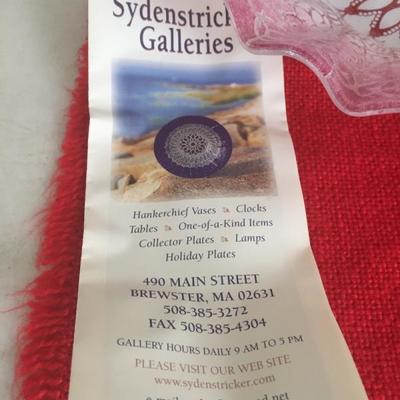 Sydenstrick
Galleries
Hankerchief Vases Clocks
Tables One-of-a-Kind Items
Collector Plates Lamps
Holiday Plates
490 MAIN STREET
BREWSTER, MA 02631
508-385-3272
FAX 508-385-4304
GALLERY HOURS DAILY 9 AM TO 5 PM
PLEASE VISIT OUR WEB SITE
www.sydenstricker.com